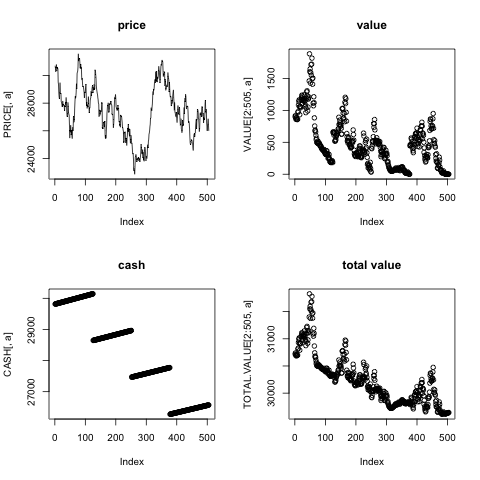 price
PRICE[, a]
24000
28000
0
100
200
300
400
500
Index
value
VALUE[2:505, a]
0
500
1000
1500
0
100
200
300
400
500
Index
cash
CASH[, a]
27000
29000
0
100
200
300
400
500
Index
total value
TOTAL.VALUE[2:505, a]
30000
31000
0
100
200
300
400
500
Index